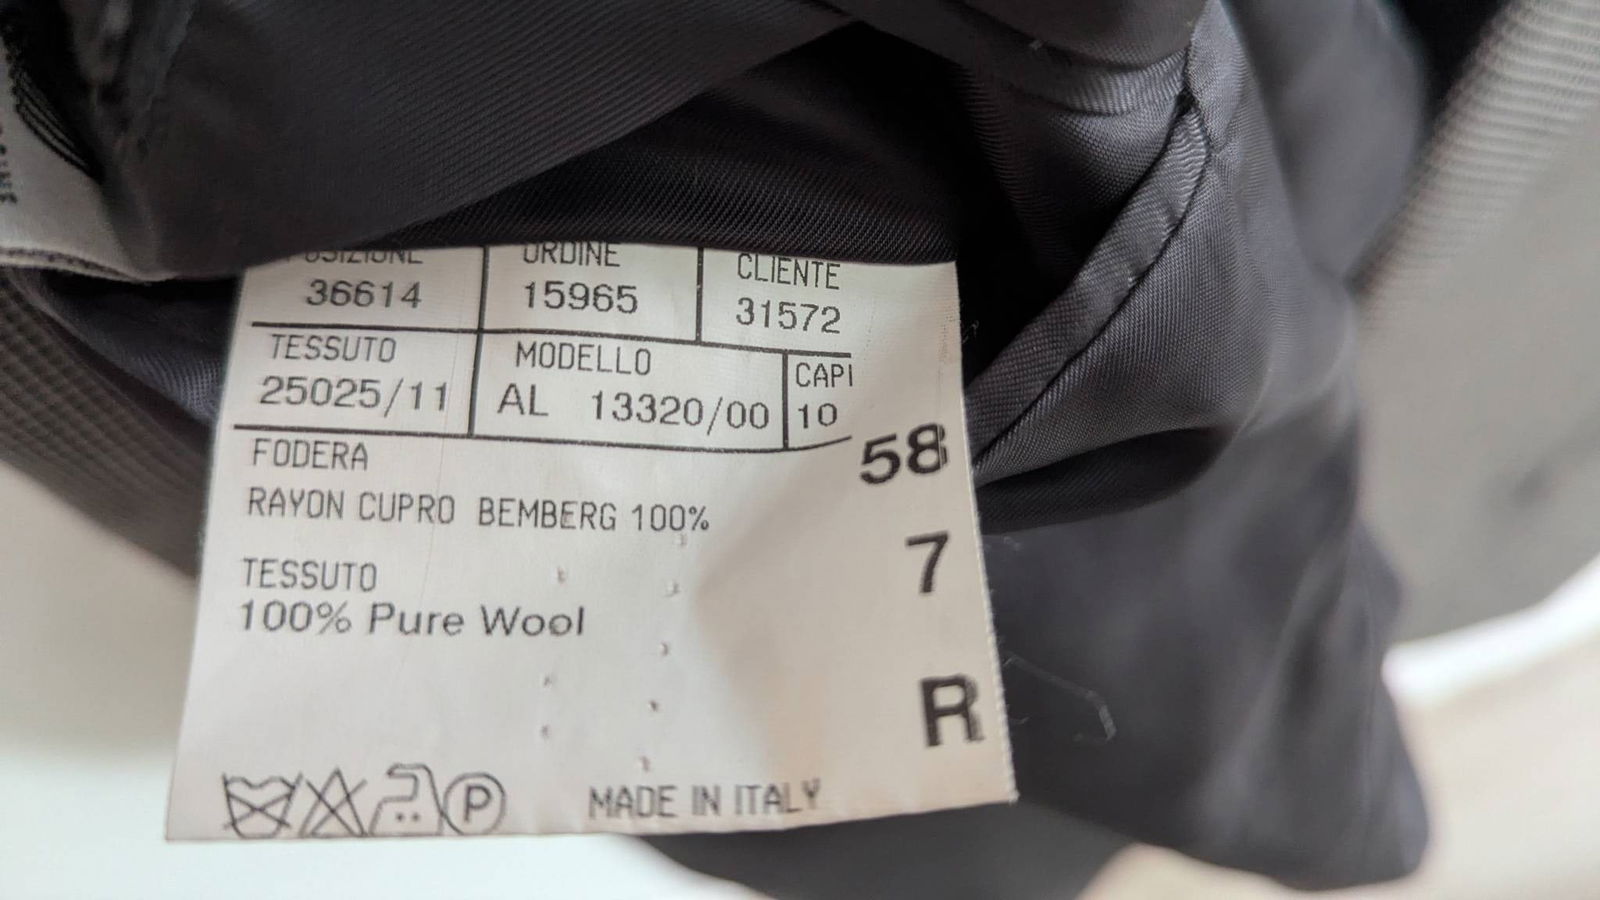 ORDINE
CLIENTE
36614
15965
31572
TESSUTO
MODELLO
CAPI
25025/11
AL 13320/00
10
58
FODERA
RAYON CUPRO BEMBERG 100%
7
TESSUTO
100% Pure Wool
R
P
MADE IN ITALY